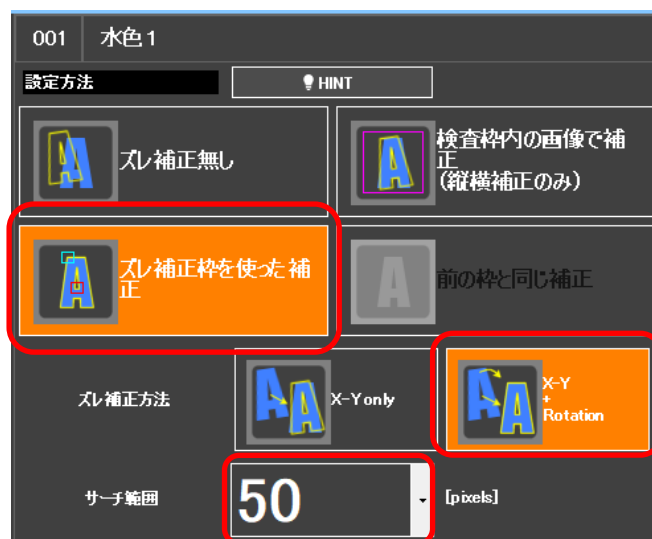 001 水色1
設定方法 HINT
ズレ補正無し
検査枠内の画像で補
正
(縦横補正のみ)
ズレ補正枠を使った補
正
前の枠と同じ補正
ズレ補正方法
X-Y only
X-Y
+
Rotation
サーチ範囲 50 [pixels]